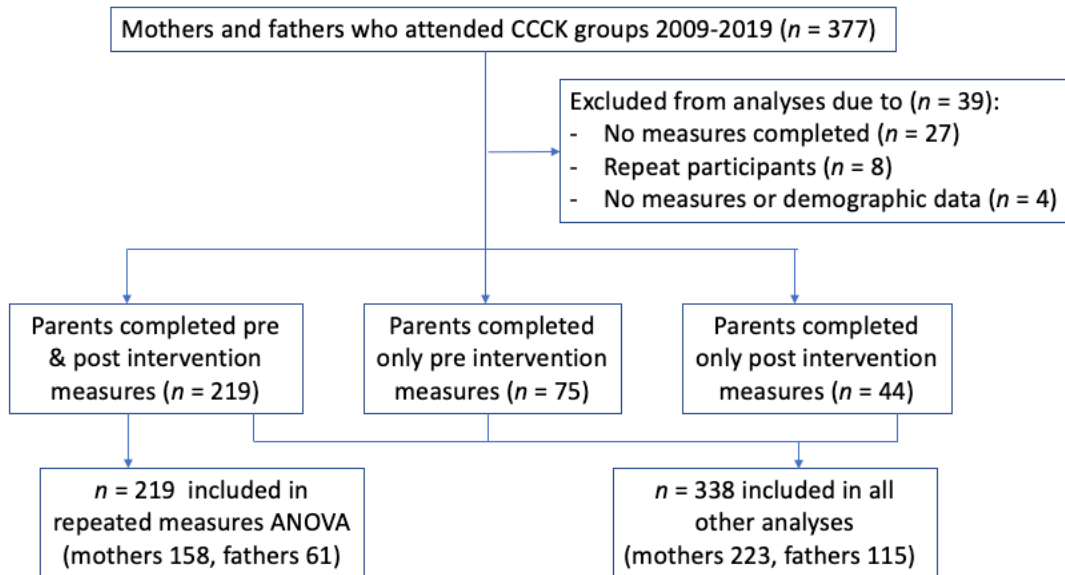 Mothers and fathers who attended CCCK groups 2009-2019 (n = 377)
Excluded from analyses due to (n = 39):
- No measures completed (n = 27)
- Repeat participants (n = 8)
- No measures or demographic data (n = 4)
Parents completed pre
& post intervention
measures (n = 219)
Parents completed
only pre intervention
measures (n = 75)
Parents completed
only post intervention
measures (n = 44)
n = 219 included in
repeated measures ANOVA
(mothers 158, fathers 61)
n = 338 included in all
other analyses
(mothers 223, fathers 115)